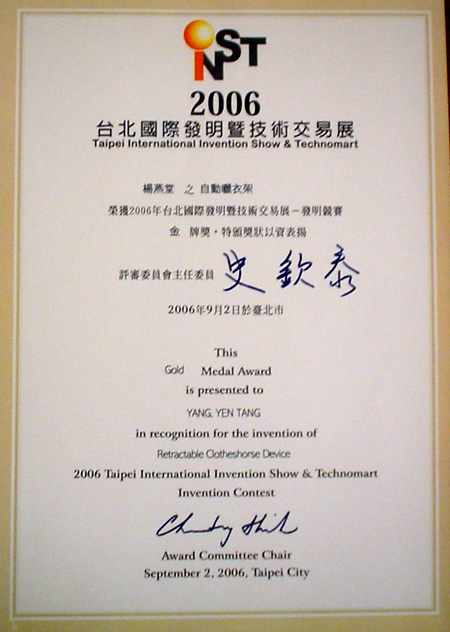 iNST
2006
台北國際發明暨技術交易展
Taipei International Invention Show & Technomart
楊燕堂 之 自動曬衣架
榮獲2006年台北國際發明暨技術交易展－發明競賽
金 牌獎，特頒獎狀以資表揚
評審委員會主任委員 史欽泰
2006年9月2日於臺北市
This
Gold Medal Award
is presented to
YANG, YEN TANG
in recognition for the invention of
Retractable Clotheshorse Device
2006 Taipei International Invention Show & Technomart
Invention Contest
Award Committee Chair
September 2, 2006, Taipei City